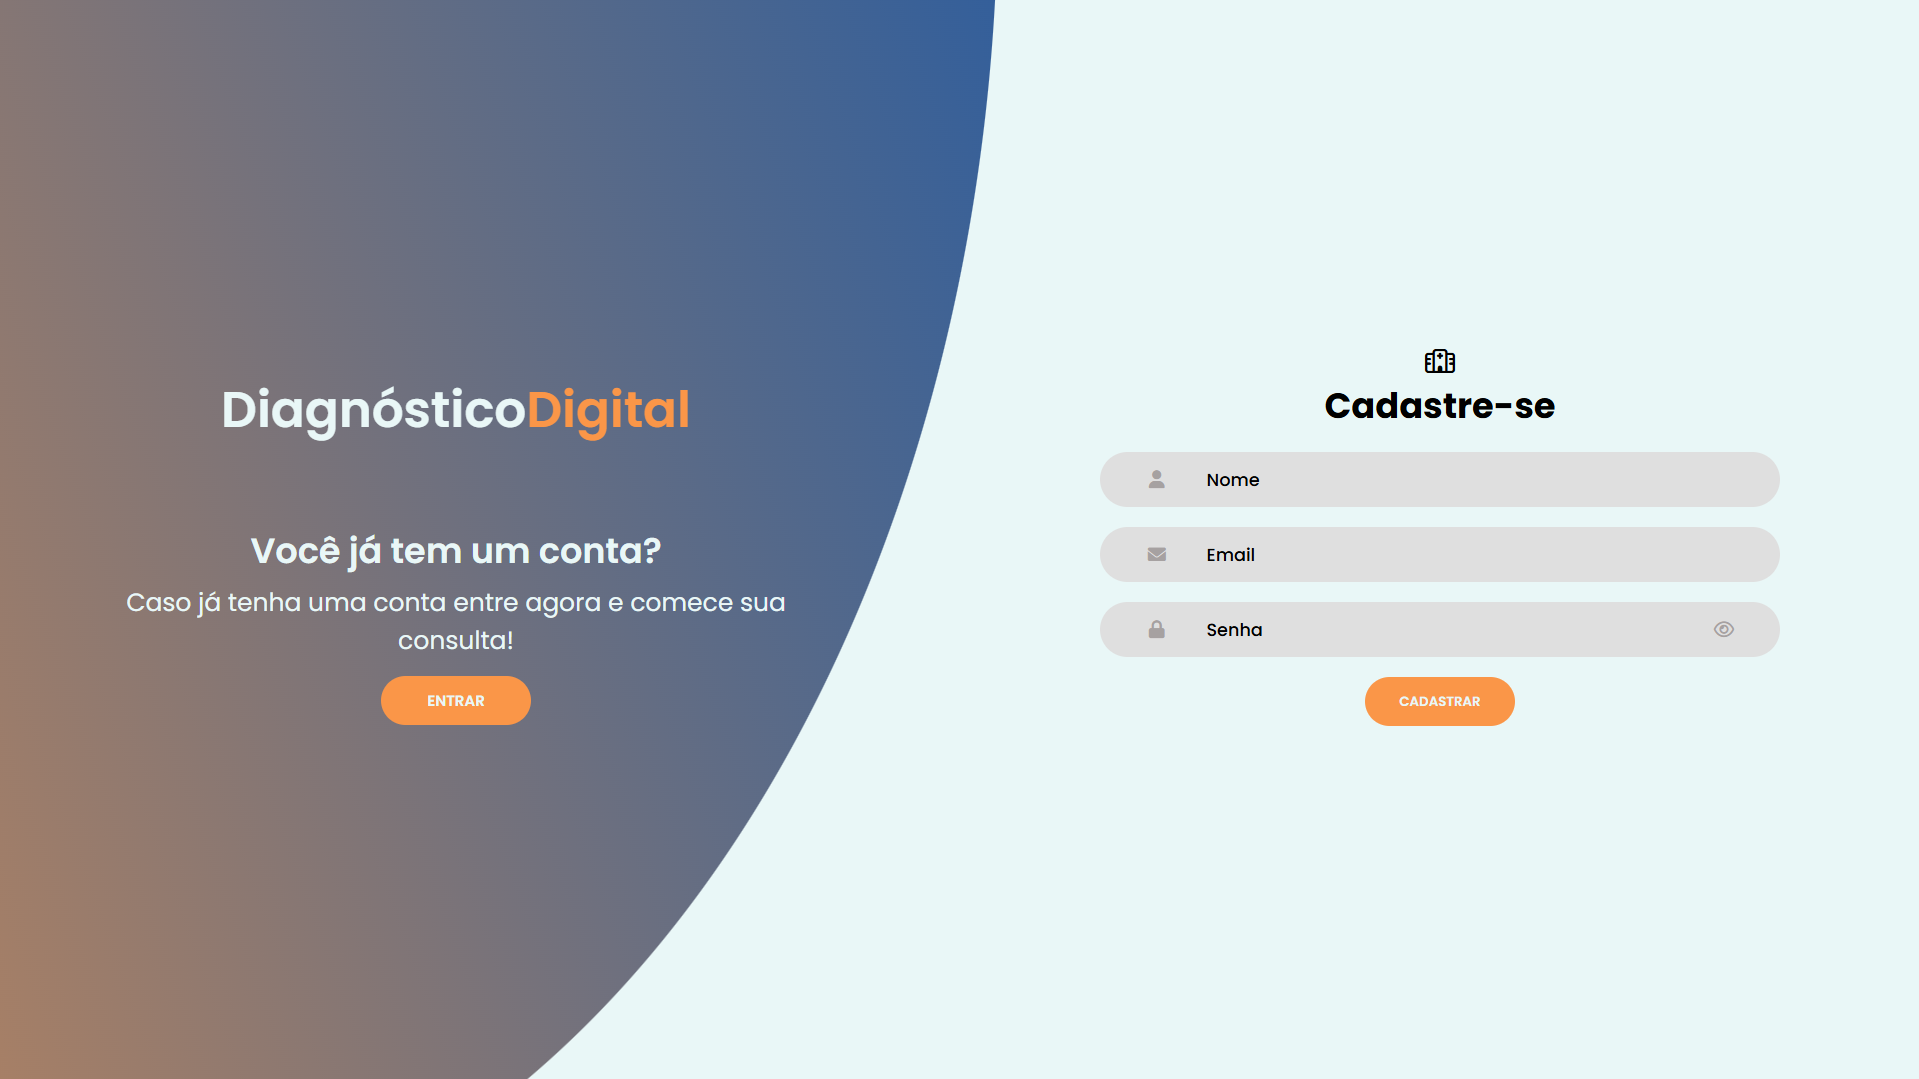 DiagnósticoDigital
Você já tem um conta?
Caso já tenha uma conta entre agora e comece sua
consulta!
ENTRAR
Cadastre-se
Nome
Email
Senha
CADASTRAR